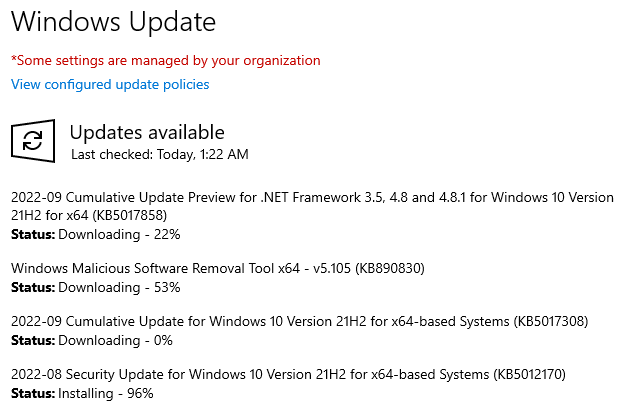 Windows Update
*Some settings are managed by your organization
View configured update policies
Updates available
Last checked: Today, 1:22 AM
2022-09 Cumulative Update Preview for .NET Framework 3.5, 4.8 and 4.8.1 for Windows 10 Version
21H2 for x64 (KB5017858)
Status: Downloading - 22%
Windows Malicious Software Removal Tool x64 - v5.105 (KB890830)
Status: Downloading - 53%
2022-09 Cumulative Update for Windows 10 Version 21H2 for x64-based Systems (KB5017308)
Status: Downloading - 0%
2022-08 Security Update for Windows 10 Version 21H2 for x64-based Systems (KB5012170)
Status: Installing - 96%